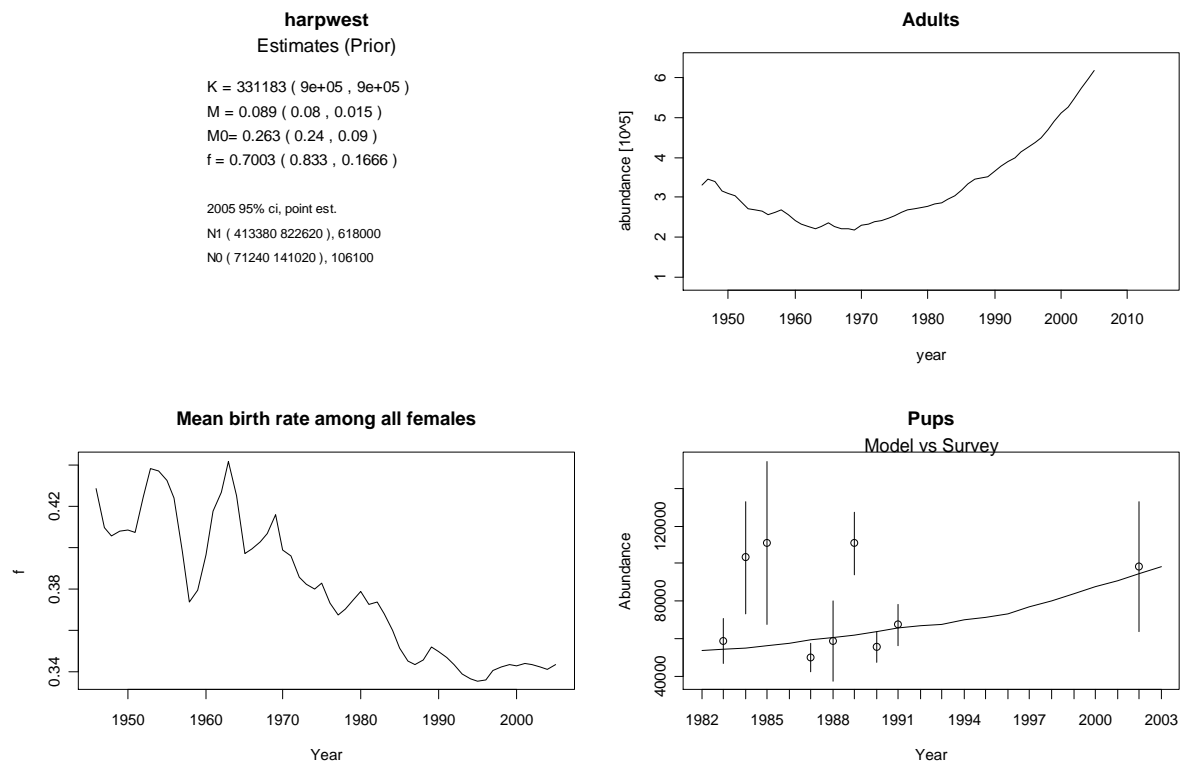 harpwest
Estimates (Prior)
K = 331183 ( 9e+05 , 9e+05 )
M = 0.089 ( 0.08 , 0.015 )
M0= 0.263 ( 0.24 , 0.09 )
f = 0.7003 ( 0.833 , 0.1666 )
2005 95% ci, point est.
N1 ( 413380 822620 ), 618000
N0 ( 71240 141020 ), 106100
Adults
abundance [10^5]
6
5
4
3
2
1
1950 1960 1970 1980 1990 2000 2010
year
Mean birth rate among all females
f
0.42
0.38
0.34
1950 1960 1970 1980 1990 2000
Year
Pups
Model vs Survey
Abundance
120000
80000
40000
1982 1985 1988 1991 1994 1997 2000 2003
Year